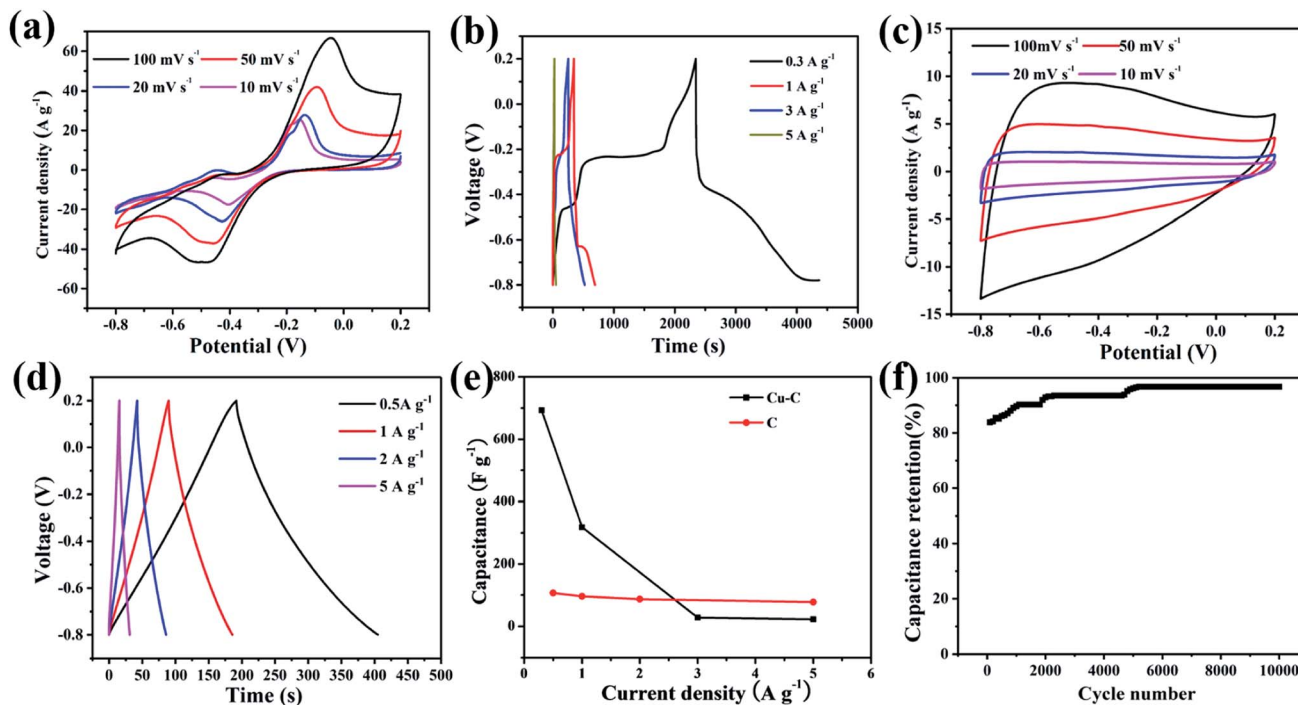 (a)
100 mV s⁻¹ 50 mV s⁻¹
20 mV s⁻¹ 10 mV s⁻¹
60
40
20
0
-20
-40
-60
Current density (A g⁻¹)
-0.8 -0.6 -0.4 -0.2 0.0 0.2
Potential (V)
(b)
0.3 A g⁻¹
1 A g⁻¹
3 A g⁻¹
5 A g⁻¹
0.2
0.0
-0.2
-0.4
-0.6
-0.8
Voltage (V)
0 1000 2000 3000 4000 5000
Time (s)
(c)
100mV s⁻¹ 50 mV s⁻¹
20 mV s⁻¹ 10 mV s⁻¹
15
10
5
0
-5
-10
-15
Current density (A g⁻¹)
-0.8 -0.6 -0.4 -0.2 0.0 0.2
Potential (V)
(d)
0.5A g⁻¹
1 A g⁻¹
2 A g⁻¹
5 A g⁻¹
0.2
0.0
-0.2
-0.4
-0.6
-0.8
Voltage (V)
0 50 100 150 200 250 300 350 400 450 500
Time (s)
(e)
Cu-C
C
800
600
400
200
0
Capacitance (F g⁻¹)
0 1 2 3 4 5 6
Current density (A g⁻¹)
(f)
100
80
60
40
20
0
Capacitance retention(%)
0 2000 4000 6000 8000 10000
Cycle number